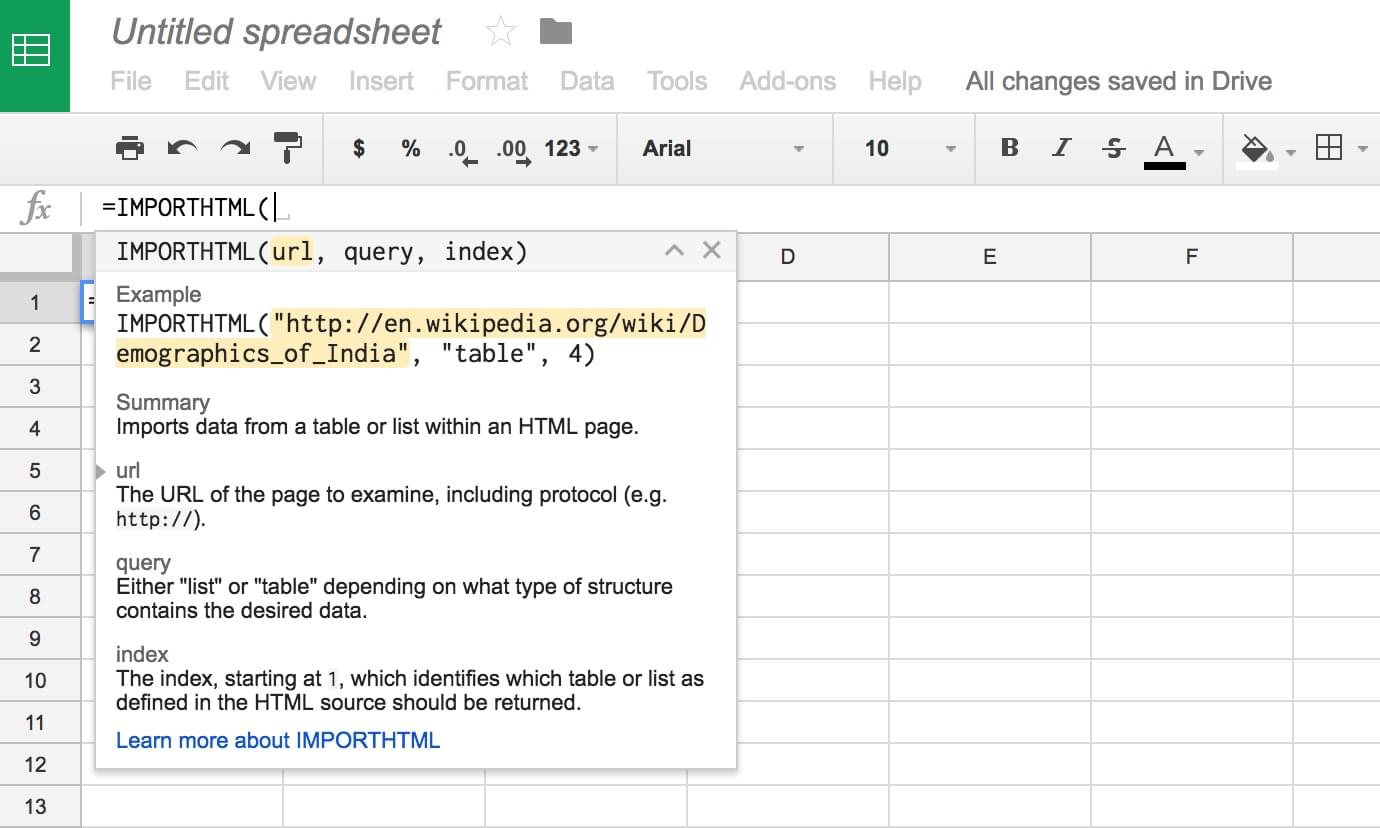 Untitled spreadsheet
File Edit View Insert Format Data Tools Add-ons Help All changes saved in Drive
$ % .0 .00 123 Arial 10 B I S A
fx =IMPORTHTML(
IMPORTHTML(url, query, index)
D E F
Example
1 =
IMPORTHTML("http://en.wikipedia.org/wiki/D
2 emographics_of_India", "table", 4)
3
Summary
4 Imports data from a table or list within an HTML page.
5 url
The URL of the page to examine, including protocol (e.g.
6 http://).
7 query
8 Either "list" or "table" depending on what type of structure
contains the desired data.
9 index
10 The index, starting at 1, which identifies which table or list as
11 defined in the HTML source should be returned.
Learn more about IMPORTHTML
12
13